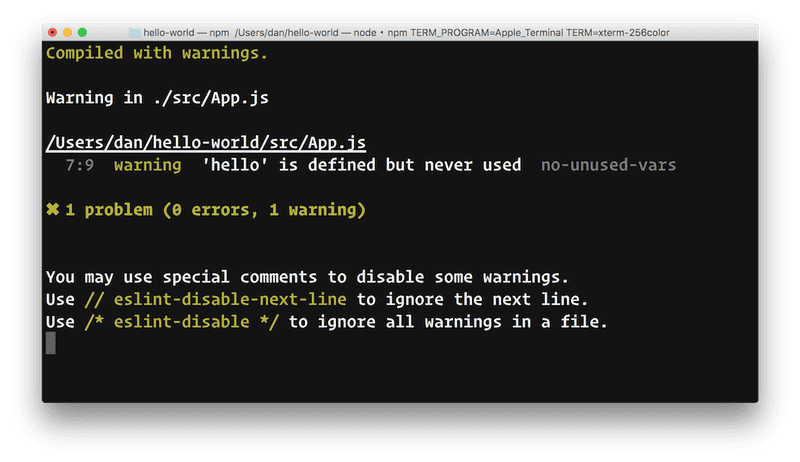 hello-world — npm /Users/dan/hello-world — node • npm TERM_PROGRAM=Apple_Terminal TERM=xterm-256color
Compiled with warnings.
Warning in ./src/App.js
/Users/dan/hello-world/src/App.js
7:9 warning 'hello' is defined but never used no-unused-vars
✖ 1 problem (0 errors, 1 warning)
You may use special comments to disable some warnings.
Use // eslint-disable-next-line to ignore the next line.
Use /* eslint-disable */ to ignore all warnings in a file.